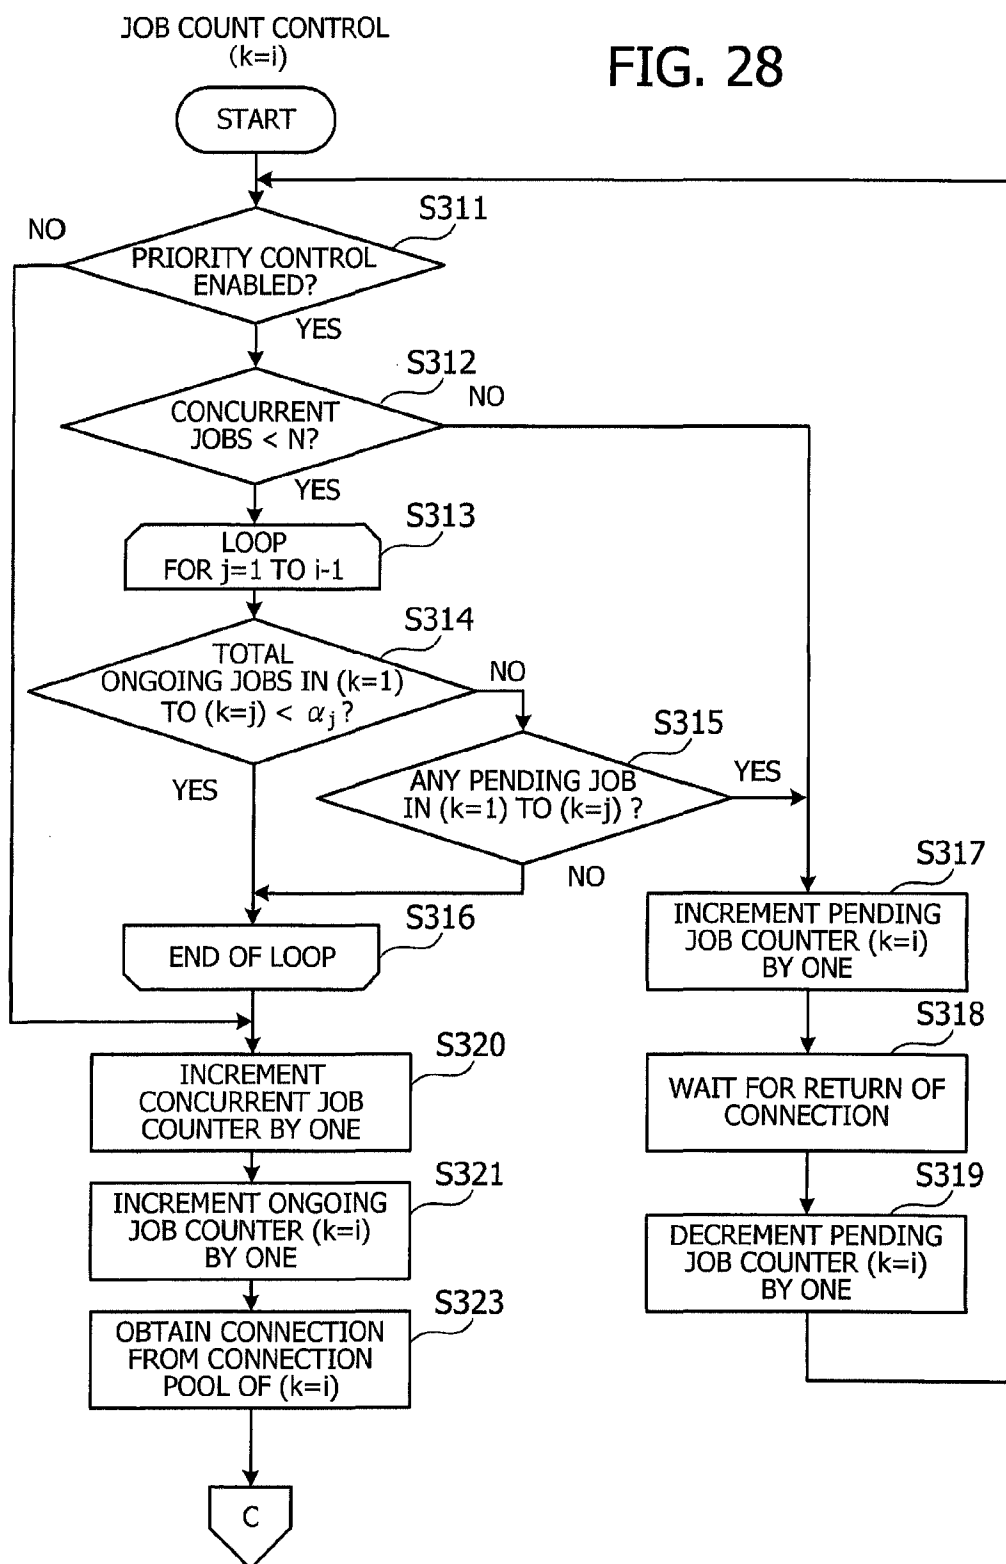 JOB COUNT CONTROL
(k=i)
FIG. 28
START
S311
NO
PRIORITY CONTROL
ENABLED?
YES
S312
NO
CONCURRENT
JOBS < N?
YES
S313
LOOP
FOR j=1 TO i-1
S314
TOTAL
ONGOING JOBS IN (k=1)
TO (k=j) < αj?
NO
YES
S315
ANY PENDING JOB
IN (k=1) TO (k=j) ?
YES
NO
S316
END OF LOOP
S317
INCREMENT PENDING
JOB COUNTER (k=i)
BY ONE
S318
WAIT FOR RETURN OF
CONNECTION
S319
DECREMENT PENDING
JOB COUNTER (k=i)
BY ONE
S320
INCREMENT
CONCURRENT JOB
COUNTER BY ONE
S321
INCREMENT ONGOING
JOB COUNTER (k=i)
BY ONE
S323
OBTAIN CONNECTION
FROM CONNECTION
POOL OF (k=i)
C